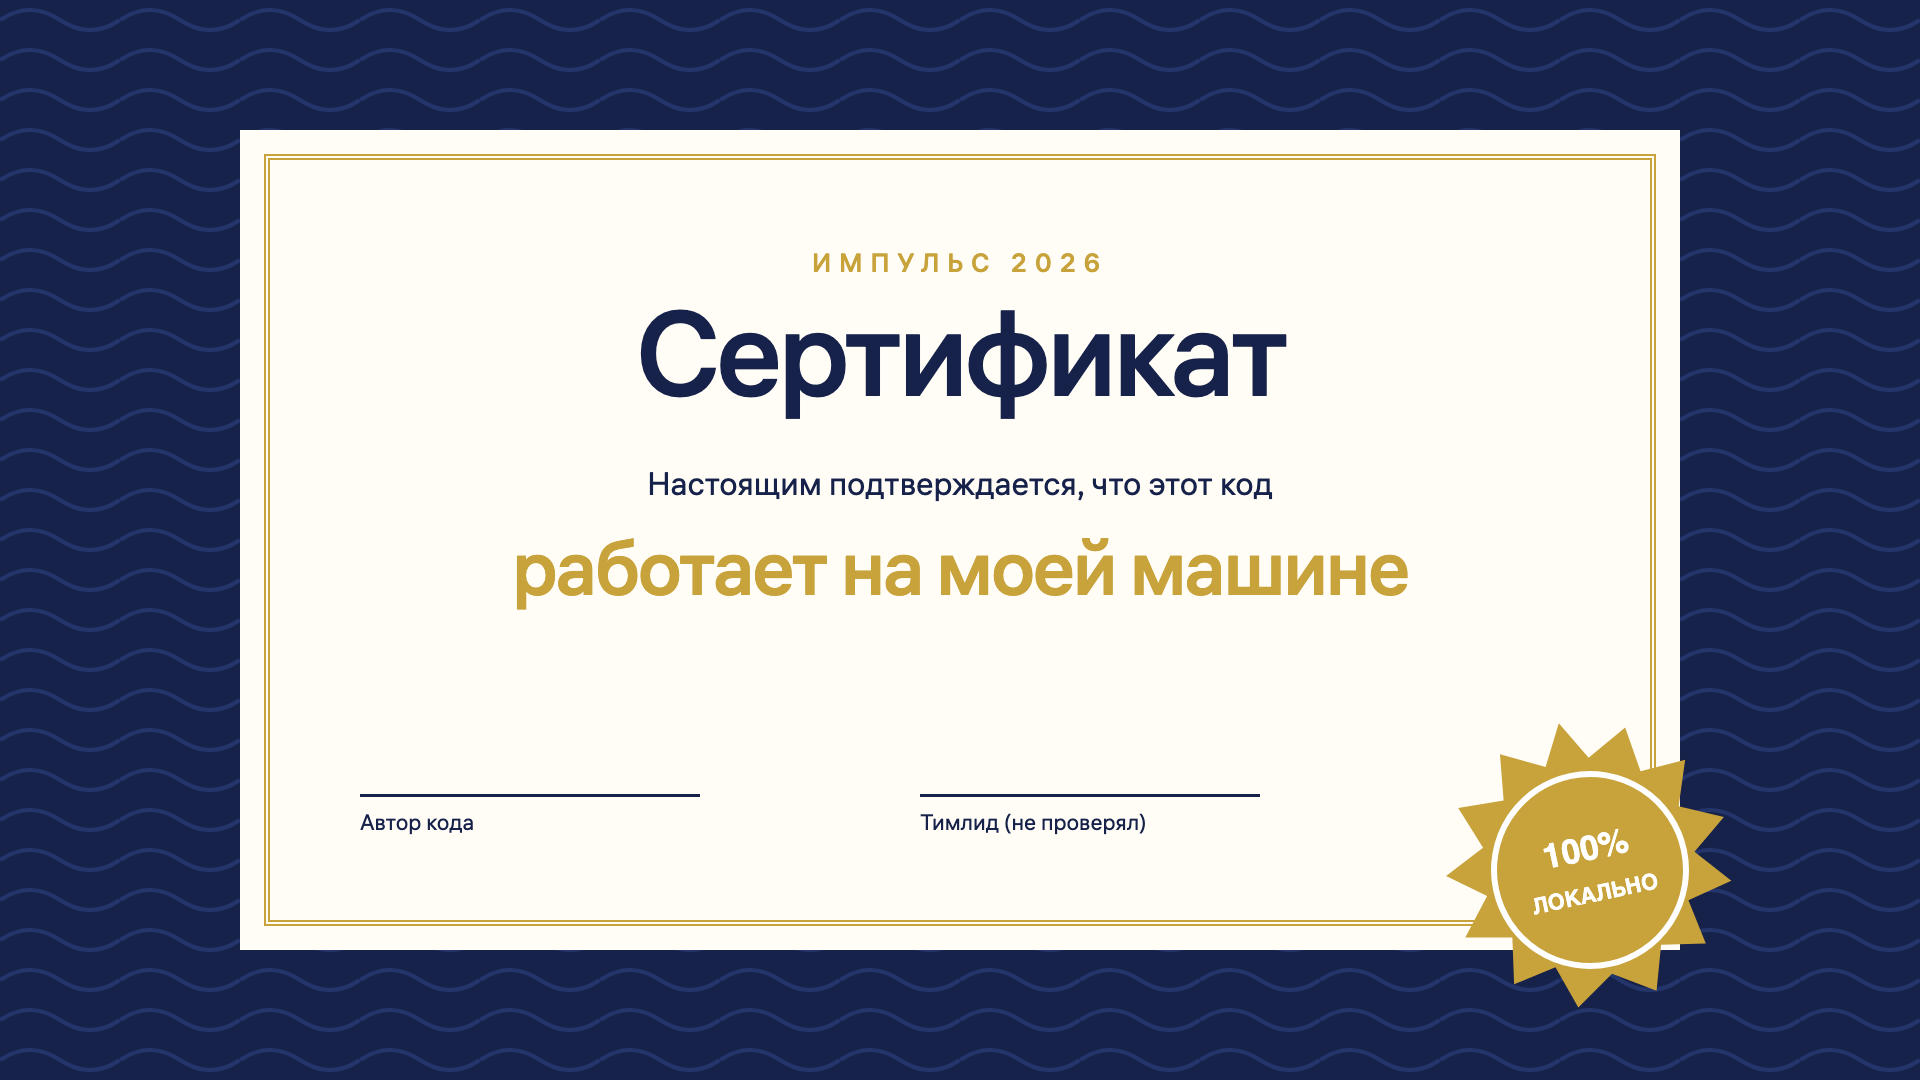 ИМПУЛЬС 2026
Сертификат
Настоящим подтверждается, что этот код
работает на моей машине
Автор кода
Тимлид (не проверял)
100%
ЛОКАЛЬНО